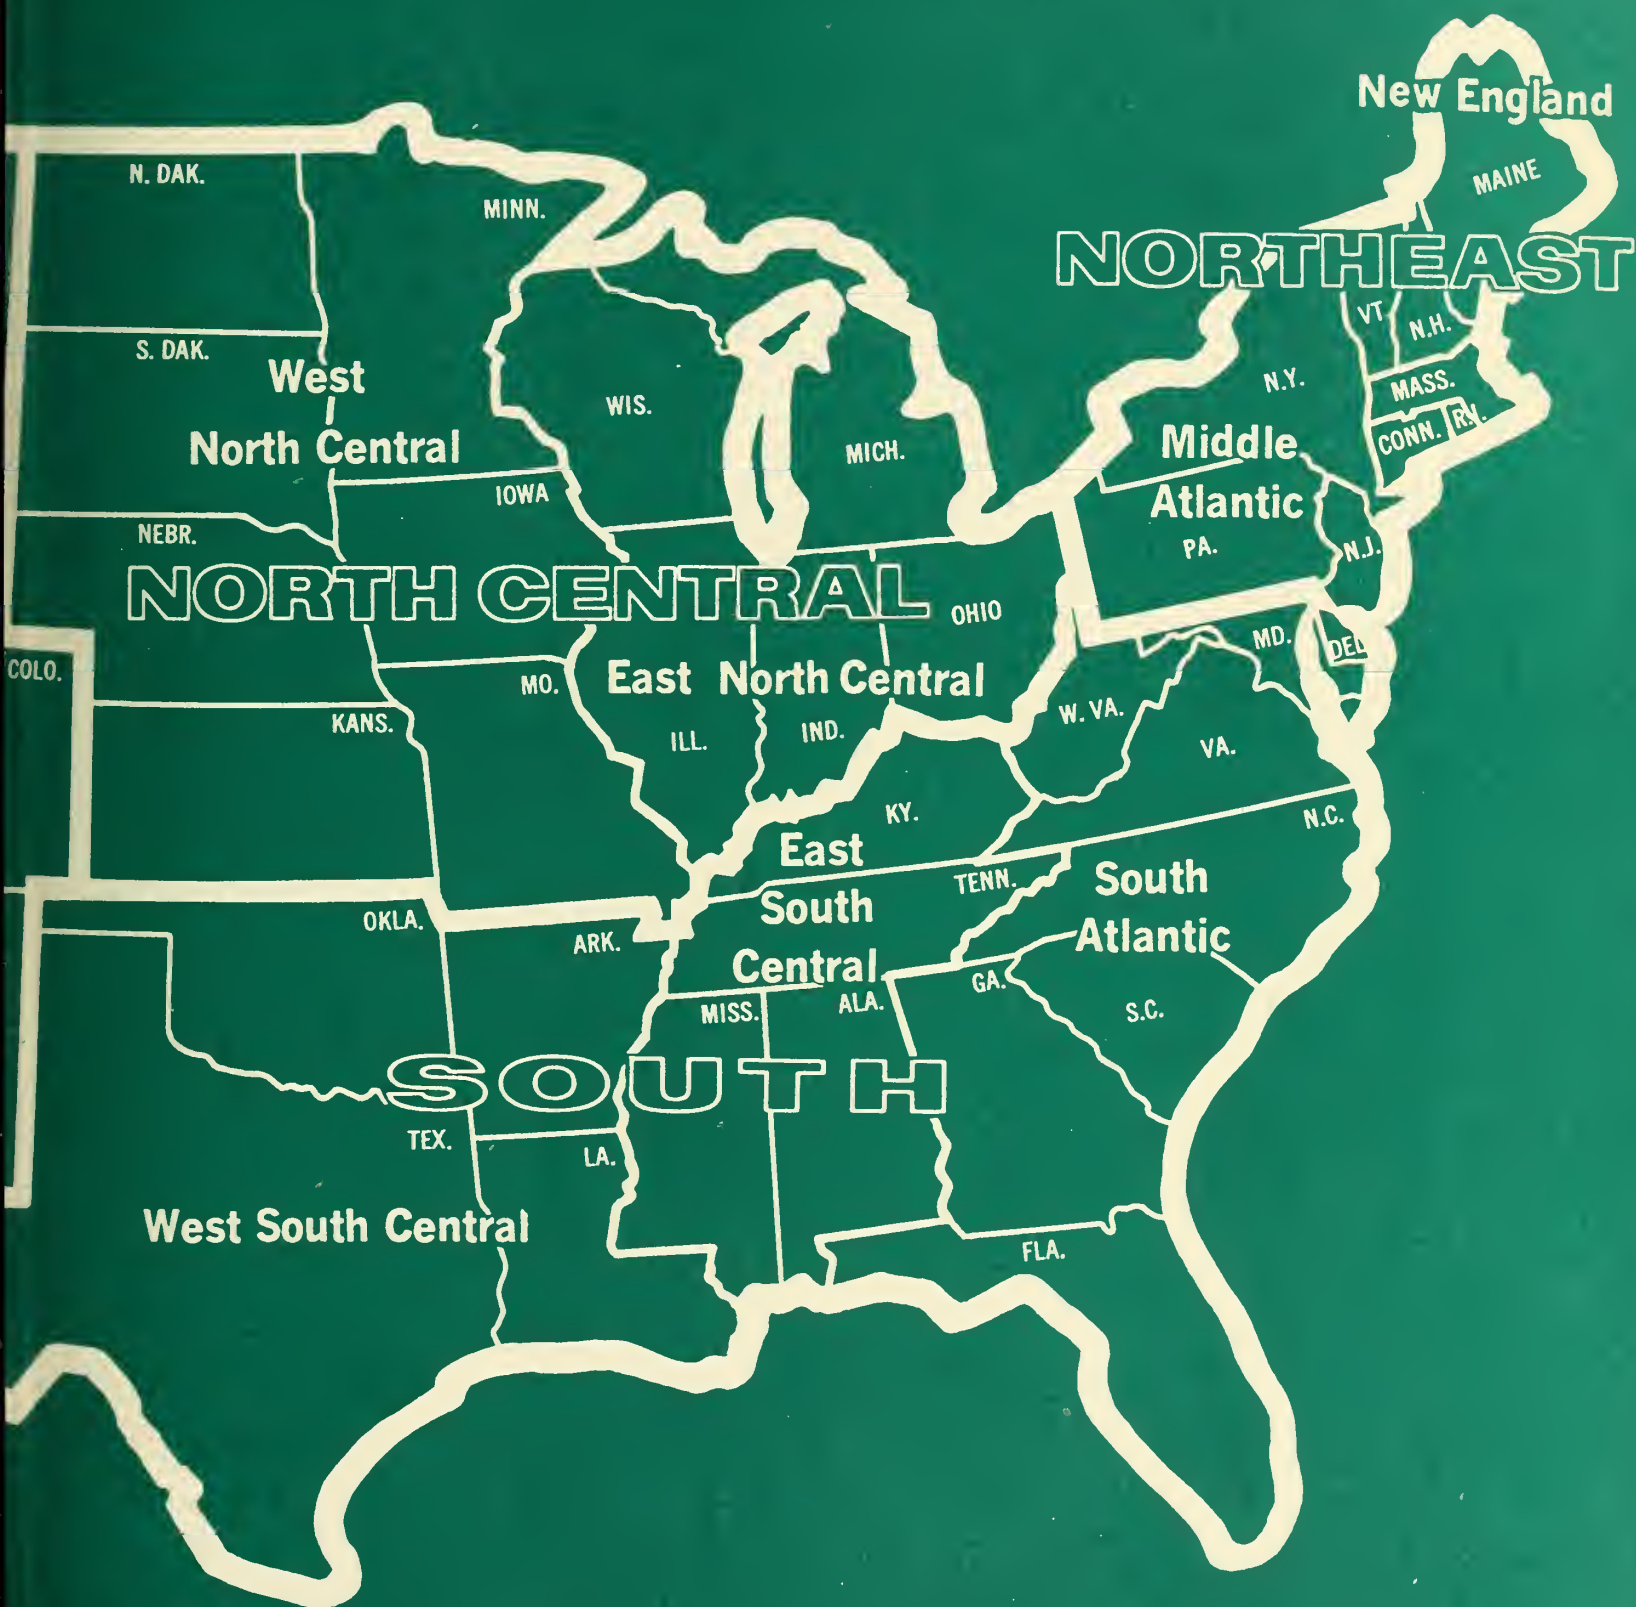 New England
N. DAK.
MAINE
MINN.
NORTHEAST
VT.
N.H.
S. DAK.
West
N.Y.
MASS.
WIS.
R.I.
North Central
Middle
CONN.
MICH.
IOWA
Atlantic
NEBR.
PA.
N.J.
NORTH CENTRAL
OHIO
MD.
DEL
COLO.
MO.
East North Central
W. VA.
KANS.
ILL.
IND.
VA.
KY.
N.C.
East
TENN.
South
OKLA.
South
ARK.
Atlantic
Central
GA.
MISS.
ALA.
S.C.
SOUTH
TEX.
LA.
West South Central
FLA.